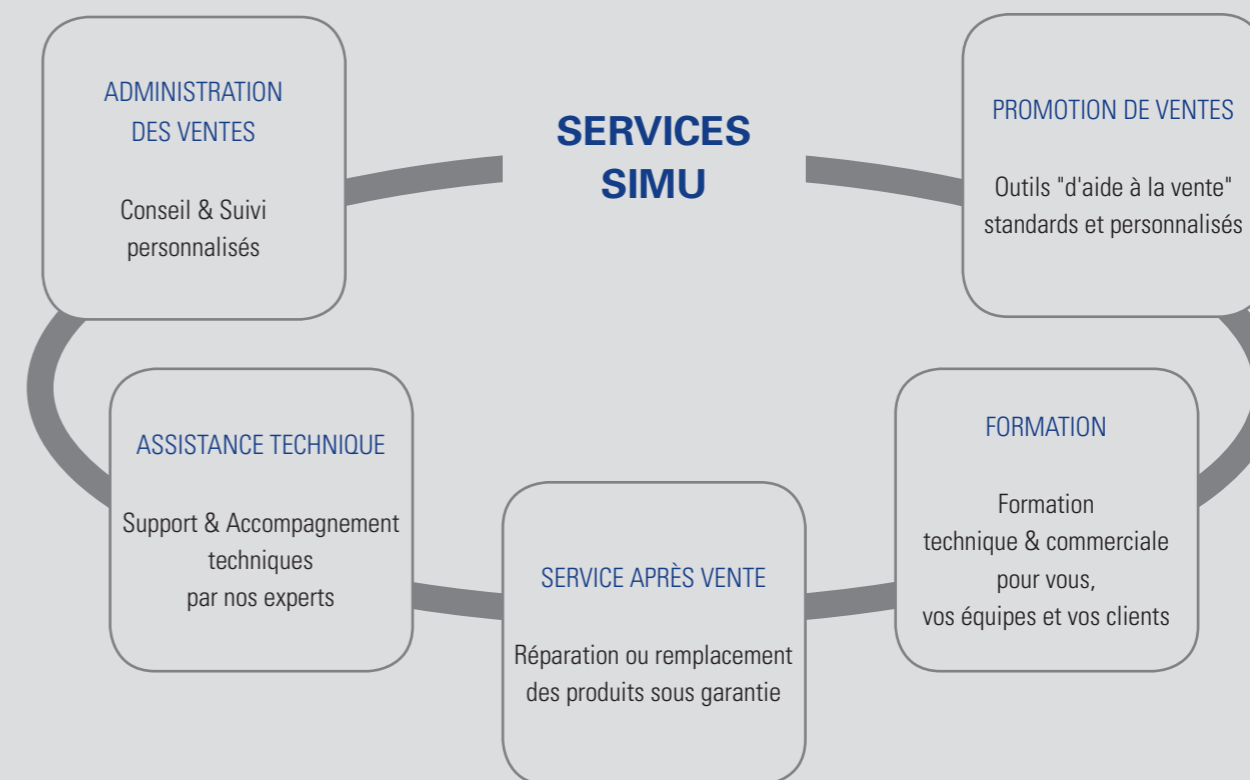 SERVICES
SIMU
ADMINISTRATION
DES VENTES
Conseil & Suivi
personnalisés
PROMOTION DE VENTES
Outils "d'aide à la vente"
standards et personnalisés
ASSISTANCE TECHNIQUE
Support & Accompagnement
techniques
par nos experts
SERVICE APRÈS VENTE
Réparation ou remplacement
des produits sous garantie
FORMATION
Formation
technique & commerciale
pour vous,
vos équipes et vos clients